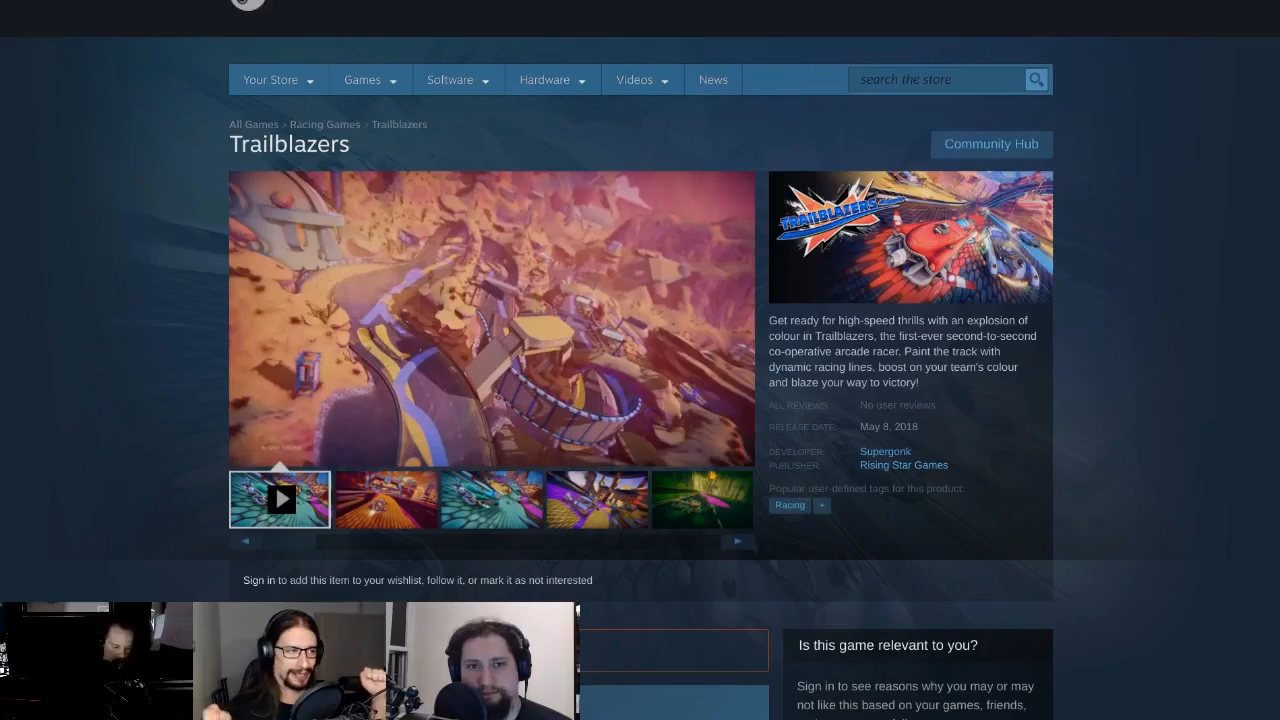 Your Store
Games
Software
Hardware
Videos
News
search the store
All Games > Racing Games > Trailblazers
Trailblazers
Community Hub
TRAILBLAZERS
Get ready for high-speed thrills with an explosion of
colour in Trailblazers, the first-ever second-to-second
co-operative arcade racer. Paint the track with
dynamic racing lines, boost on your team's colour
and blaze your way to victory!
ALL REVIEWS: No user reviews
RELEASE DATE: May 8, 2018
DEVELOPER: Supergonk
PUBLISHER: Rising Star Games
Popular user-defined tags for this product:
Racing +
Sign in to add this item to your wishlist, follow it, or mark it as not interested
Is this game relevant to you?
Sign in to see reasons why you may or may
not like this based on your games, friends,